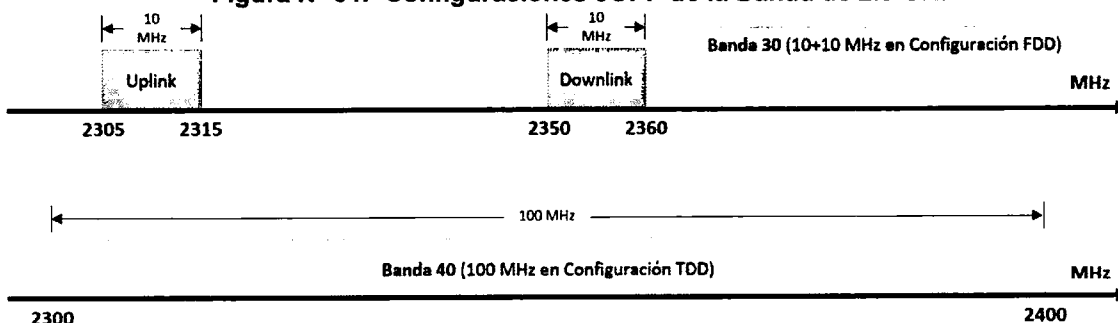 10
MHz
10
MHz
Banda 30 (10+10 MHz en Configuración FDD)
Uplink
Downlink
MHz
2305 2315 2350 2360
100 MHz
Banda 40 (100 MHz en Configuración TDD)
MHz
2300 2400